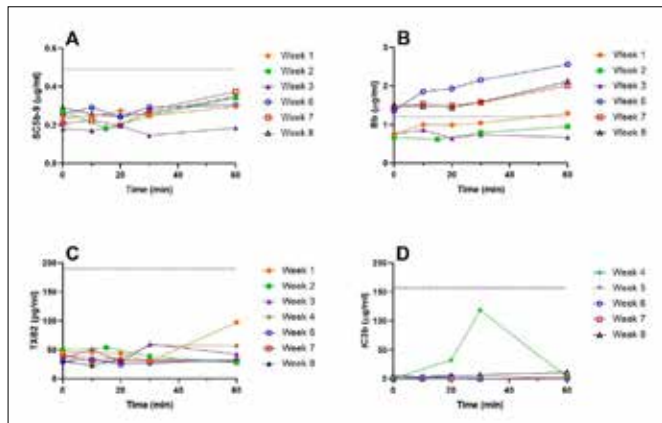 A
SC5b-9 (µg/ml)
0.6
0.4
0.2
0.0
0 20 40 60
Time (min)
Week 1
Week 2
Week 3
Week 6
Week 7
Week 8
B
Bb (µg/ml)
3
2
1
0
0 20 40 60
Time (min)
Week 1
Week 2
Week 3
Week 6
Week 7
Week 8
C
TXB2 (µg/ml)
200
150
100
50
0
0 20 40 60
Time (min)
Week 1
Week 2
Week 3
Week 4
Week 6
Week 7
Week 8
D
iC3b (µg/ml)
200
150
100
50
0
0 20 40 60
Time (min)
Week 4
Week 5
Week 6
Week 7
Week 8